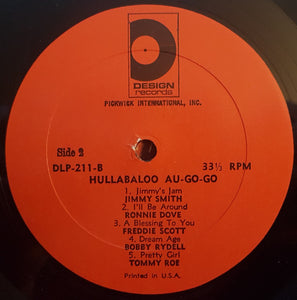 D
DESIGN
records
PICKWICK INTERNATIONAL, INC.
Side 2
DLP-211-B 33⅓ RPM
HULLABALOO AU-GO-GO
1. Jimmy's Jam
JIMMY SMITH
2. I'll Be Around
RONNIE DOVE
3. A Blessing To You
FREDDIE SCOTT
4. Dream Age
BOBBY RYDELL
5. Pretty Girl
TOMMY ROE
Printed in U.S.A.